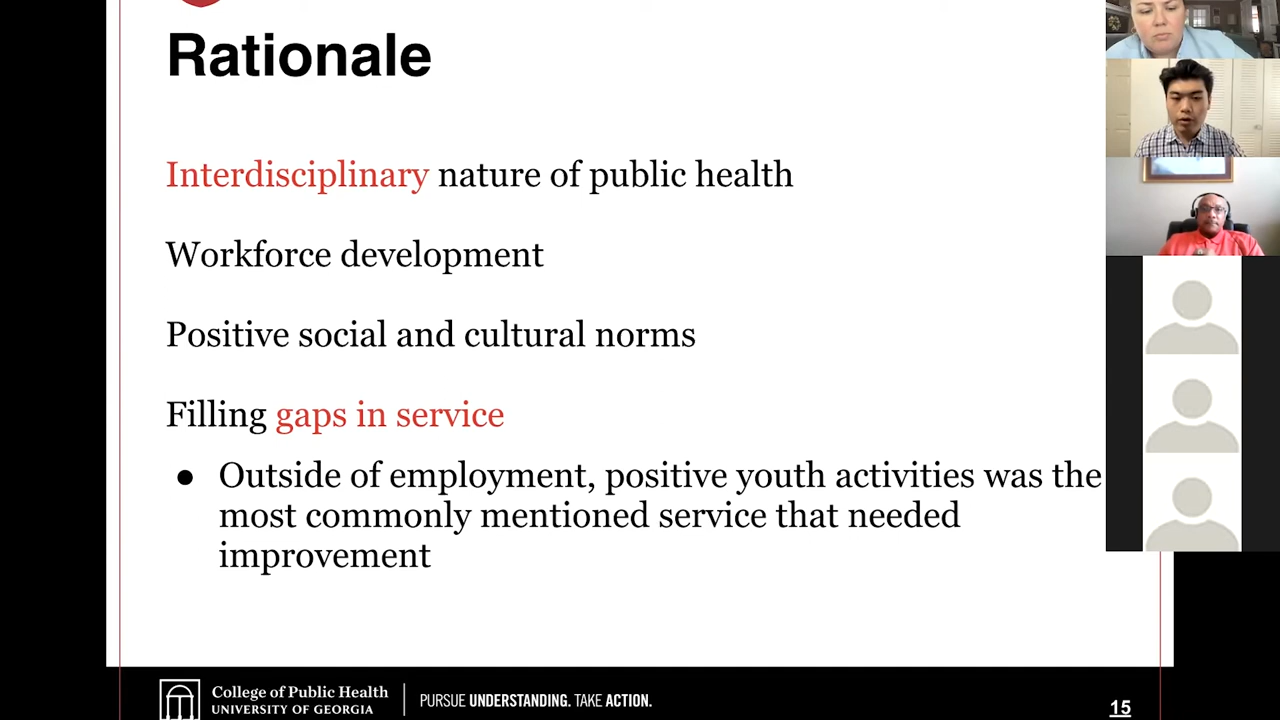 Rationale
Interdisciplinary nature of public health
Workforce development
Positive social and cultural norms
Filling gaps in service
● Outside of employment, positive youth activities was the
most commonly mentioned service that needed
improvement
College of Public Health
UNIVERSITY OF GEORGIA
PURSUE UNDERSTANDING. TAKE ACTION.
15